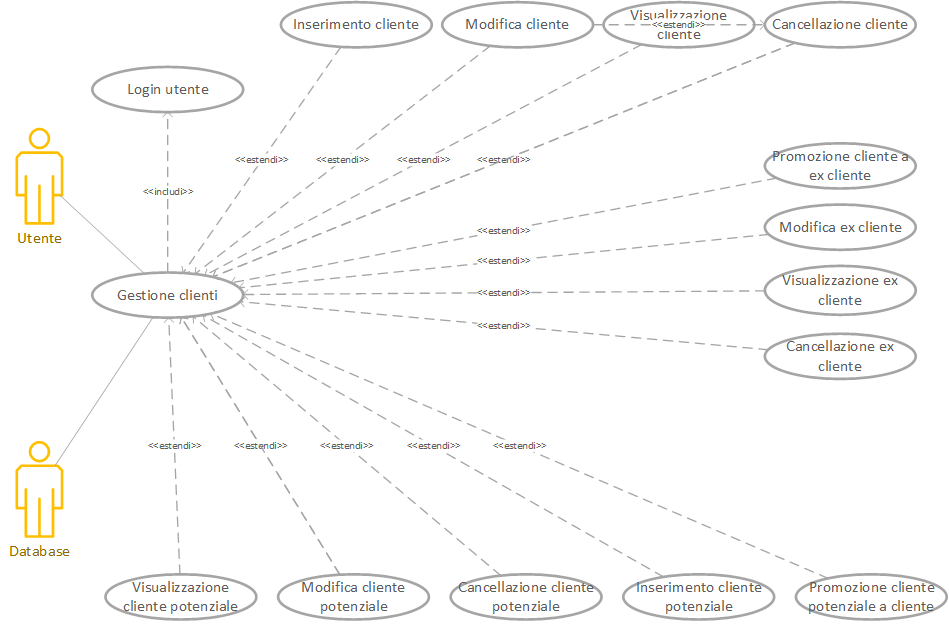 Inserimento cliente
Modifica cliente
Visualizzazione
cliente
<<estendi>>
Cancellazione cliente
Login utente
<<estendi>>
<<estendi>>
<<estendi>>
<<estendi>>
Promozione cliente a
ex cliente
<<includi>>
Utente
<<estendi>>
Modifica ex cliente
<<estendi>>
Gestione clienti
<<estendi>>
Visualizzazione ex
cliente
<<estendi>>
Cancellazione ex
cliente
<<estendi>>
<<estendi>>
<<estendi>>
<<estendi>>
<<estendi>>
Database
Visualizzazione
cliente potenziale
Modifica cliente
potenziale
Cancellazione cliente
potenziale
Inserimento cliente
potenziale
Promozione cliente
potenziale a cliente